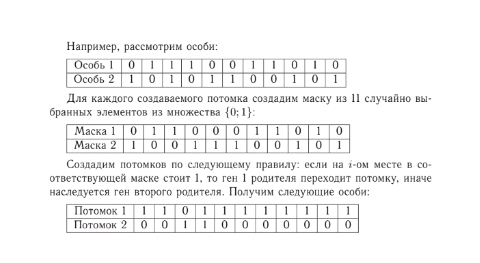 Например, рассмотрим особи:
Особь 1 0 1 1 1 0 0 1 1 0 1 0
Особь 2 1 0 1 0 1 1 0 0 1 0 1
Для каждого создаваемого потомка создадим маску из 11 случайно вы-
бранных элементов из множества {0;1}:
Маска 1 0 1 1 0 0 0 1 1 0 1 0
Маска 2 1 0 0 1 1 1 0 0 1 0 1
Создадим потомков по следующему правилу: если на i-ом месте в со-
ответствующей маске стоит 1, то ген 1 родителя переходит потомку, иначе
наследуется ген второго родителя. Получим следующие особи:
Потомок 1 1 1 1 0 1 1 1 1 1 1 1
Потомок 2 0 0 1 1 0 0 0 0 0 0 0